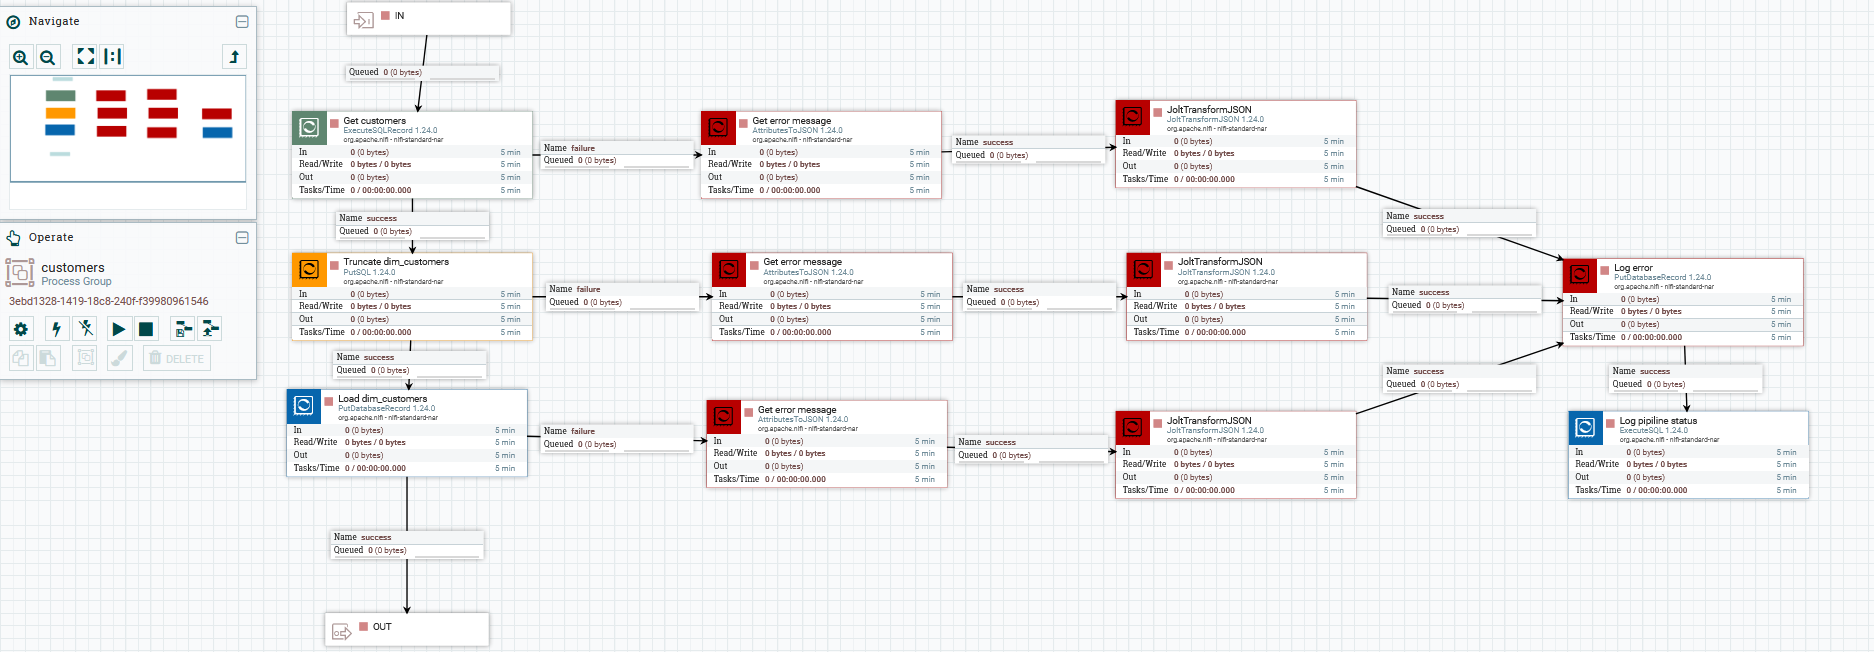 Navigate
Operate
customers
Process Group
3ebd1328-1419-18c8-240f-f39980961546
DELETE
IN
Queued 0 (0 bytes)
Get customers
ExecuteSQLRecord 1.24.0
org.apache.nifi - nifi-standard-nar
In 0 (0 bytes) 5 min
Read/Write 0 bytes / 0 bytes 5 min
Out 0 (0 bytes) 5 min
Tasks/Time 0 / 00:00:00.000 5 min
Name failure
Queued 0 (0 bytes)
Get error message
AttributesToJSON 1.24.0
org.apache.nifi - nifi-standard-nar
In 0 (0 bytes) 5 min
Read/Write 0 bytes / 0 bytes 5 min
Out 0 (0 bytes) 5 min
Tasks/Time 0 / 00:00:00.000 5 min
Name success
Queued 0 (0 bytes)
JoltTransformJSON
JoltTransformJSON 1.24.0
org.apache.nifi - nifi-standard-nar
In 0 (0 bytes) 5 min
Read/Write 0 bytes / 0 bytes 5 min
Out 0 (0 bytes) 5 min
Tasks/Time 0 / 00:00:00.000 5 min
Name success
Queued 0 (0 bytes)
Name success
Queued 0 (0 bytes)
Truncate dim_customers
PutSQL 1.24.0
org.apache.nifi - nifi-standard-nar
In 0 (0 bytes) 5 min
Read/Write 0 bytes / 0 bytes 5 min
Out 0 (0 bytes) 5 min
Tasks/Time 0 / 00:00:00.000 5 min
Name failure
Queued 0 (0 bytes)
Get error message
AttributesToJSON 1.24.0
org.apache.nifi - nifi-standard-nar
In 0 (0 bytes) 5 min
Read/Write 0 bytes / 0 bytes 5 min
Out 0 (0 bytes) 5 min
Tasks/Time 0 / 00:00:00.000 5 min
Name success
Queued 0 (0 bytes)
JoltTransformJSON
JoltTransformJSON 1.24.0
org.apache.nifi - nifi-standard-nar
In 0 (0 bytes) 5 min
Read/Write 0 bytes / 0 bytes 5 min
Out 0 (0 bytes) 5 min
Tasks/Time 0 / 00:00:00.000 5 min
Name success
Queued 0 (0 bytes)
Log error
PutDatabaseRecord 1.24.0
org.apache.nifi - nifi-standard-nar
In 0 (0 bytes) 5 min
Read/Write 0 bytes / 0 bytes 5 min
Out 0 (0 bytes) 5 min
Tasks/Time 0 / 00:00:00.000 5 min
Name success
Queued 0 (0 bytes)
Name success
Queued 0 (0 bytes)
Name success
Queued 0 (0 bytes)
Load dim_customers
PutDatabaseRecord 1.24.0
org.apache.nifi - nifi-standard-nar
In 0 (0 bytes) 5 min
Read/Write 0 bytes / 0 bytes 5 min
Out 0 (0 bytes) 5 min
Tasks/Time 0 / 00:00:00.000 5 min
Name failure
Queued 0 (0 bytes)
Get error message
AttributesToJSON 1.24.0
org.apache.nifi - nifi-standard-nar
In 0 (0 bytes) 5 min
Read/Write 0 bytes / 0 bytes 5 min
Out 0 (0 bytes) 5 min
Tasks/Time 0 / 00:00:00.000 5 min
Name success
Queued 0 (0 bytes)
JoltTransformJSON
JoltTransformJSON 1.24.0
org.apache.nifi - nifi-standard-nar
In 0 (0 bytes) 5 min
Read/Write 0 bytes / 0 bytes 5 min
Out 0 (0 bytes) 5 min
Tasks/Time 0 / 00:00:00.000 5 min
Log pipiline status
ExecuteSQL 1.24.0
org.apache.nifi - nifi-standard-nar
In 0 (0 bytes) 5 min
Read/Write 0 bytes / 0 bytes 5 min
Out 0 (0 bytes) 5 min
Tasks/Time 0 / 00:00:00.000 5 min
Name success
Queued 0 (0 bytes)
OUT